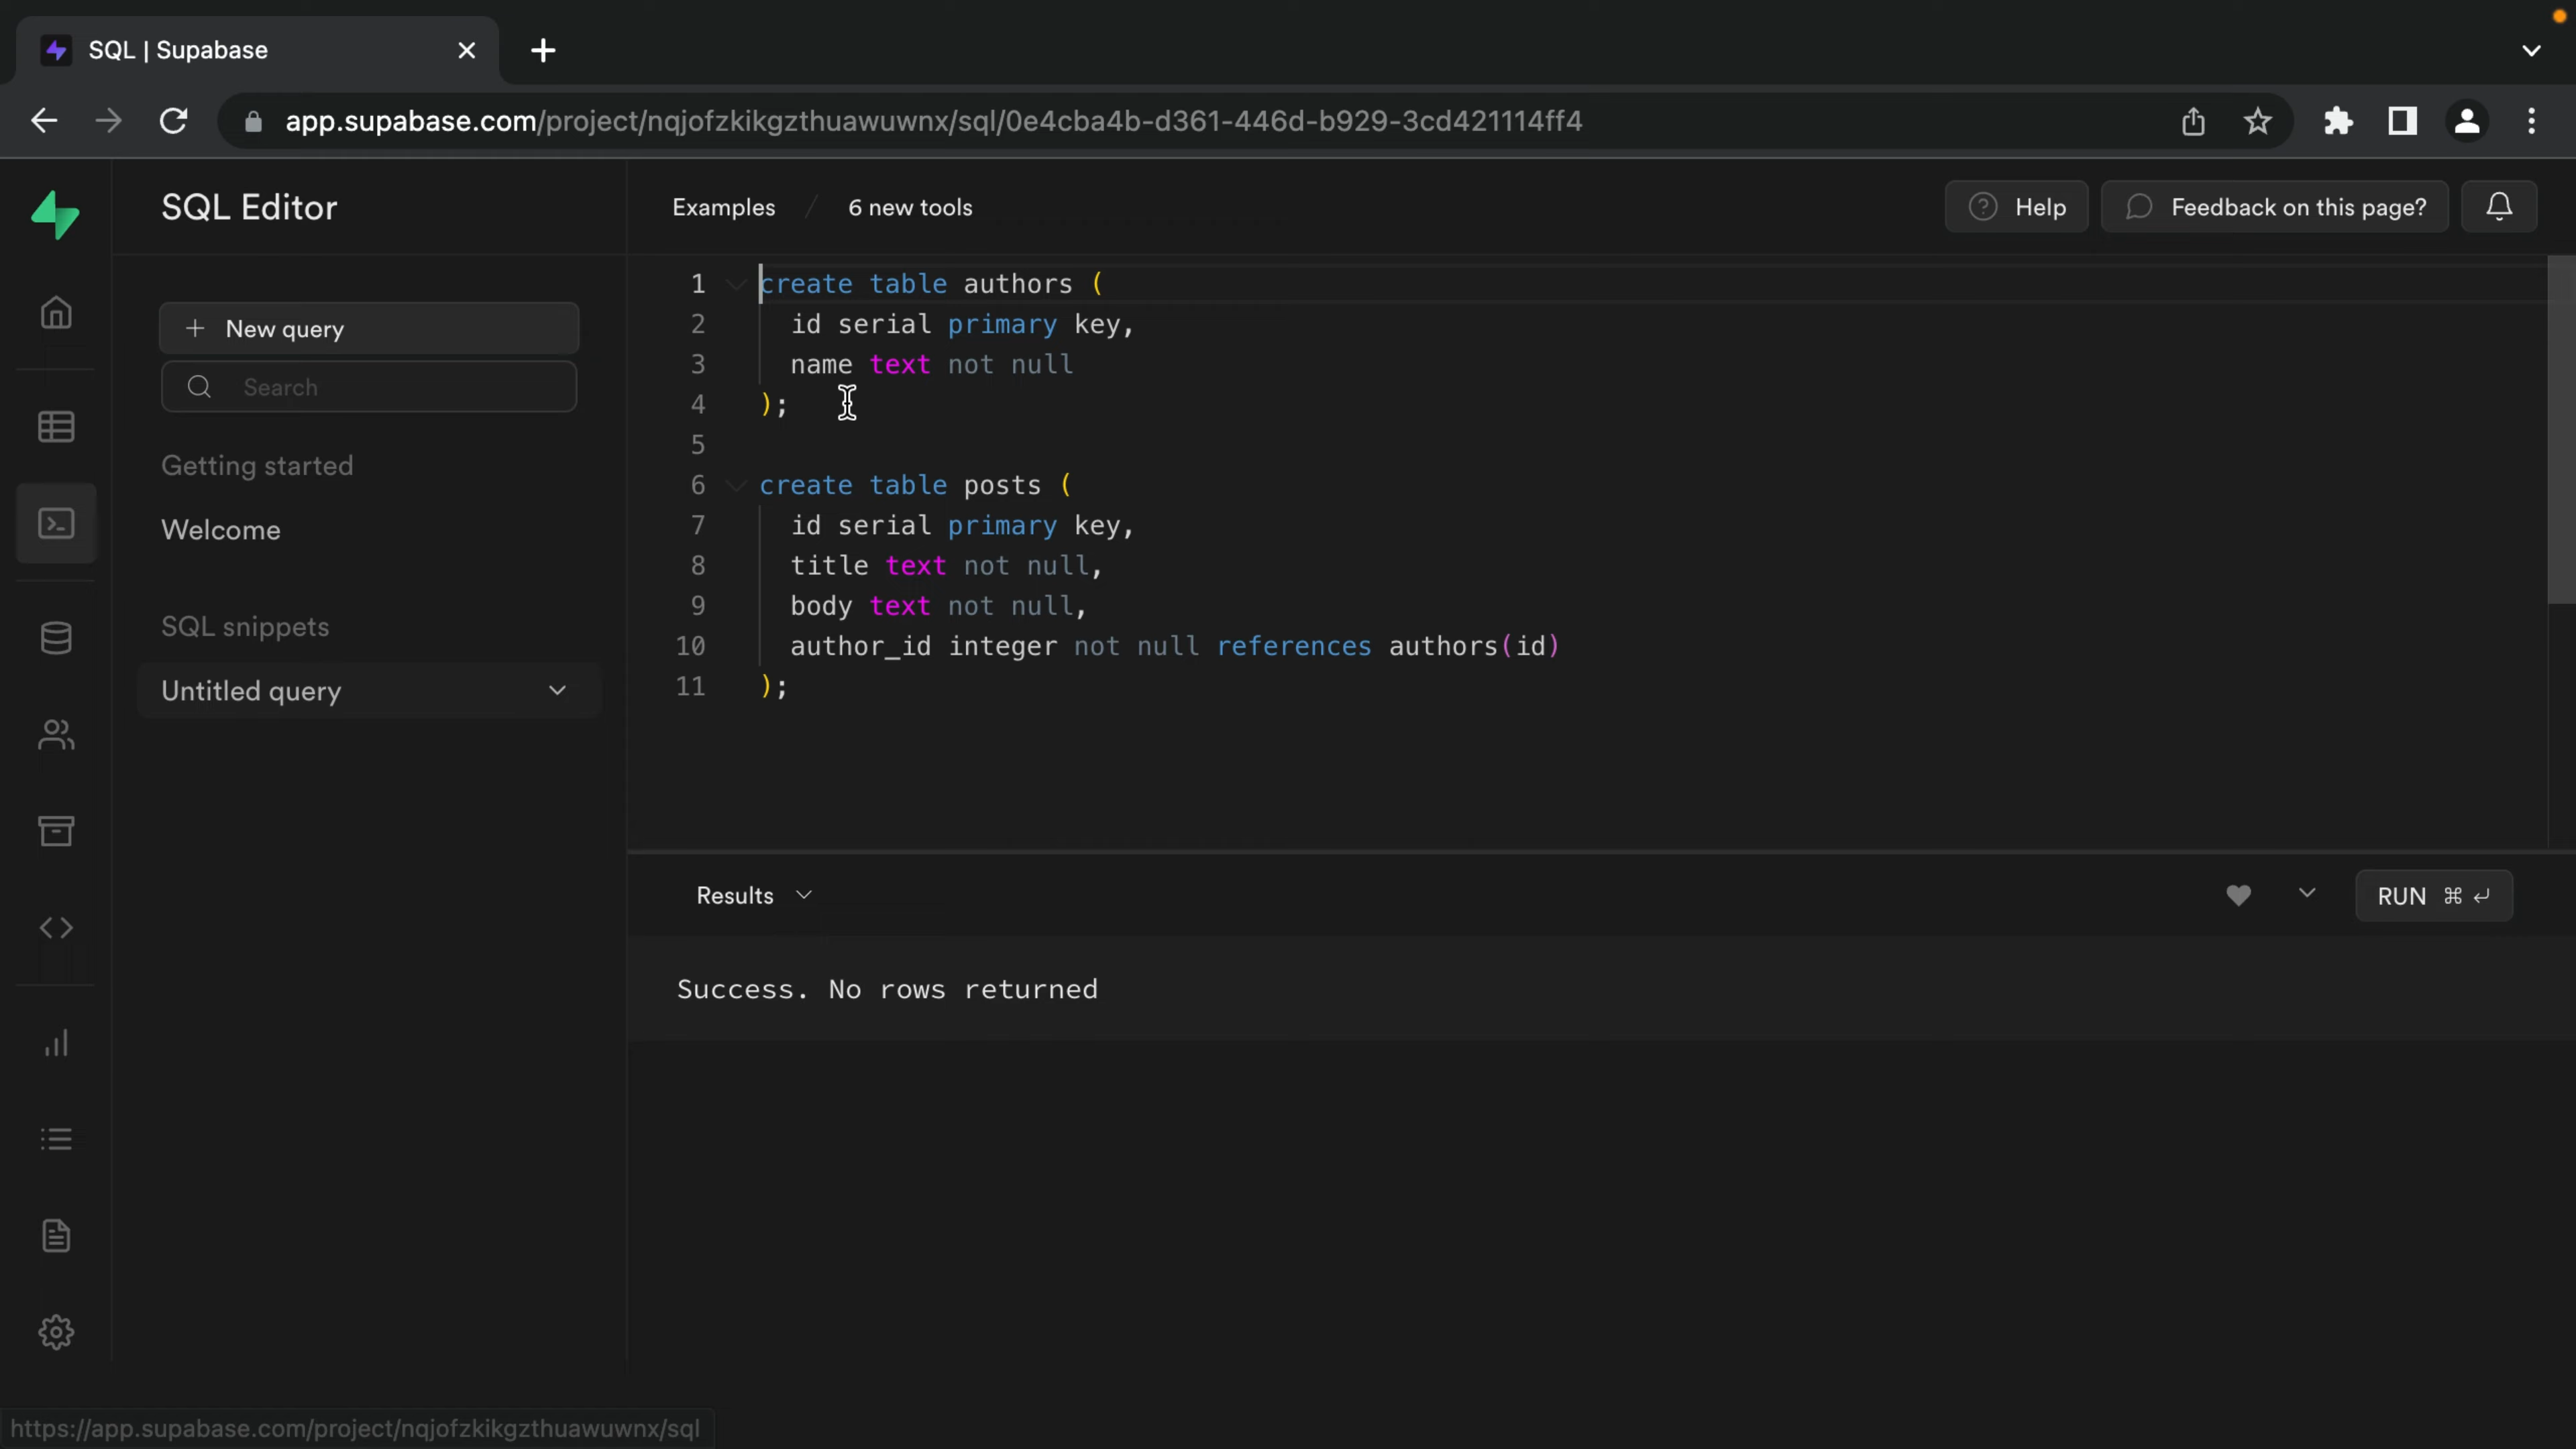 SQL | Supabase
app.supabase.com/project/nqjofzkikgzthuawuwnx/sql/0e4cba4b-d361-446d-b929-3cd421114ff4
SQL Editor
Examples / 6 new tools
Help
Feedback on this page?
New query
Search
Getting started
Welcome
SQL snippets
Untitled query
1 create table authors (
2 id serial primary key,
3 name text not null
4 );
5
6 create table posts (
7 id serial primary key,
8 title text not null,
9 body text not null,
10 author_id integer not null references authors(id)
11 );
Results
RUN ⌘ ↵
Success. No rows returned
https://app.supabase.com/project/nqjofzkikgzthuawuwnx/sql